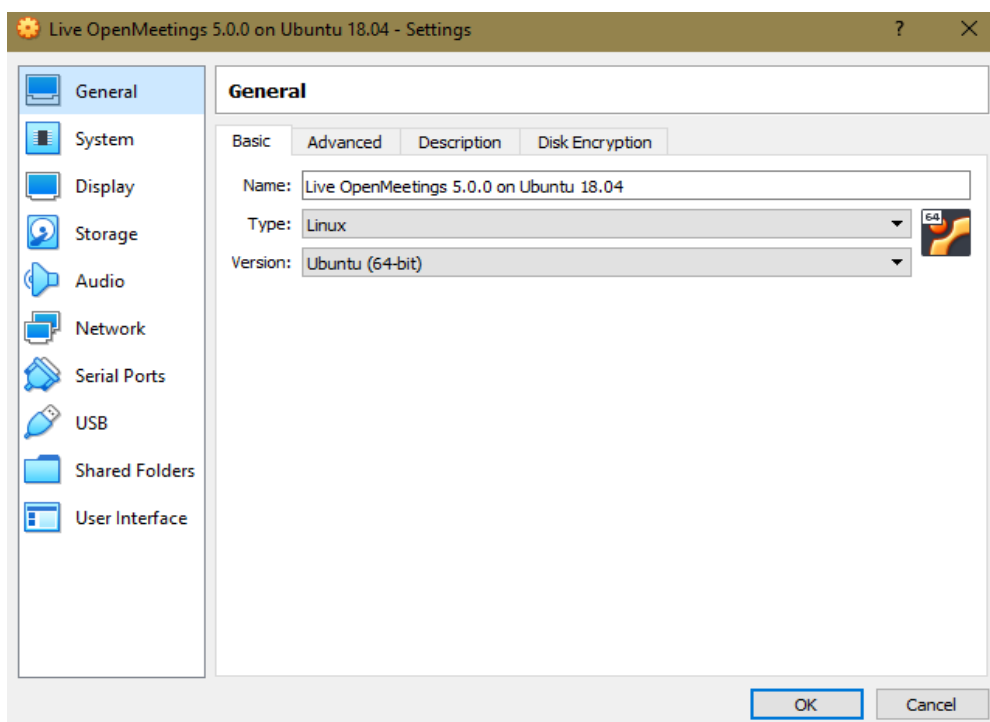 Live OpenMeetings 5.0.0 on Ubuntu 18.04 - Settings
?
General
System
Display
Storage
Audio
Network
Serial Ports
USB
Shared Folders
User Interface
General
Basic Advanced Description Disk Encryption
Name: Live OpenMeetings 5.0.0 on Ubuntu 18.04
Type: Linux
64
Version: Ubuntu (64-bit)
OK Cancel